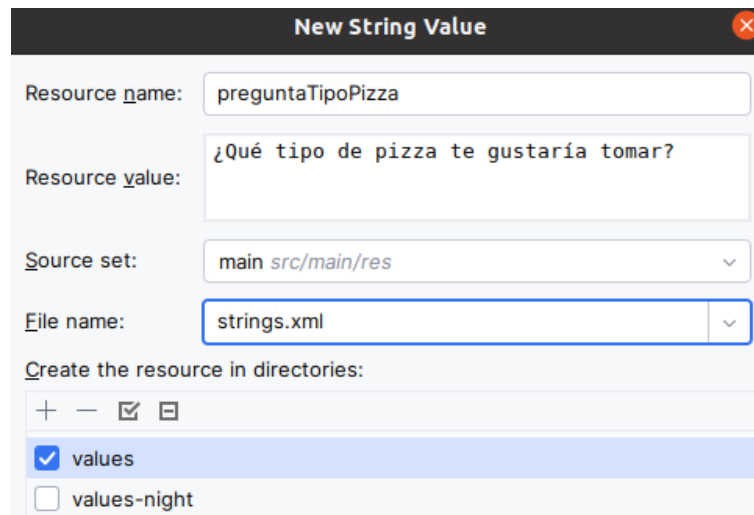 New String Value
Resource name: preguntaTipoPizza
Resource value: ¿Qué tipo de pizza te gustaría tomar?
Source set: main src/main/res
File name: strings.xml
Create the resource in directories:
values
values-night